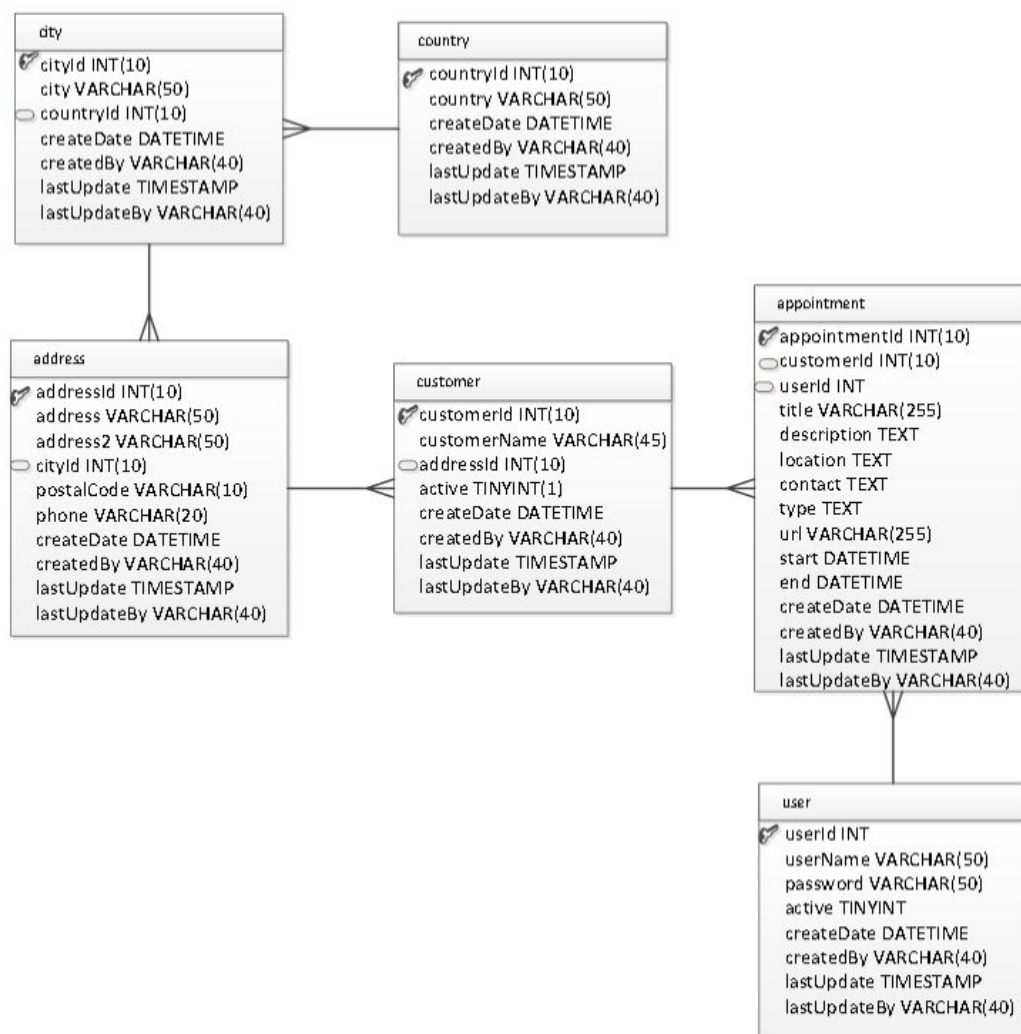 city
cityId INT(10)
city VARCHAR(50)
countryId INT(10)
createDate DATETIME
createdBy VARCHAR(40)
lastUpdate TIMESTAMP
lastUpdateBy VARCHAR(40)
country
countryId INT(10)
country VARCHAR(50)
createDate DATETIME
createdBy VARCHAR(40)
lastUpdate TIMESTAMP
lastUpdateBy VARCHAR(40)
address
addressId INT(10)
address VARCHAR(50)
address2 VARCHAR(50)
cityId INT(10)
postalCode VARCHAR(10)
phone VARCHAR(20)
createDate DATETIME
createdBy VARCHAR(40)
lastUpdate TIMESTAMP
lastUpdateBy VARCHAR(40)
customer
customerId INT(10)
customerName VARCHAR(45)
addressId INT(10)
active TINYINT(1)
createDate DATETIME
createdBy VARCHAR(40)
lastUpdate TIMESTAMP
lastUpdateBy VARCHAR(40)
appointment
appointmentId INT(10)
customerId INT(10)
userId INT
title VARCHAR(255)
description TEXT
location TEXT
contact TEXT
type TEXT
url VARCHAR(255)
start DATETIME
end DATETIME
createDate DATETIME
createdBy VARCHAR(40)
lastUpdate TIMESTAMP
lastUpdateBy VARCHAR(40)
user
userId INT
userName VARCHAR(50)
password VARCHAR(50)
active TINYINT
createDate DATETIME
createdBy VARCHAR(40)
lastUpdate TIMESTAMP
lastUpdateBy VARCHAR(40)